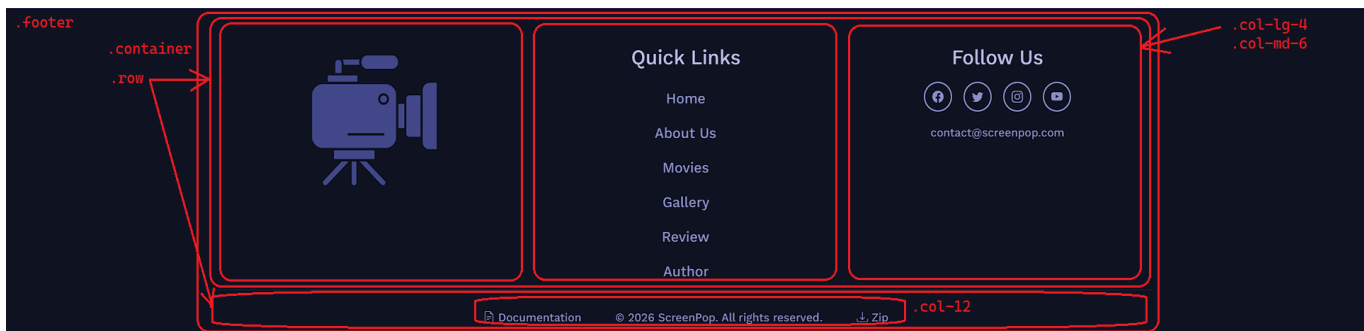 .footer
.container
.row
.col-lg-4
.col-md-6
Quick Links
Home
About Us
Movies
Gallery
Review
Author
Follow Us
contact@screenpop.com
.col-12
Documentation
© 2026 ScreenPop. All rights reserved.
Zip